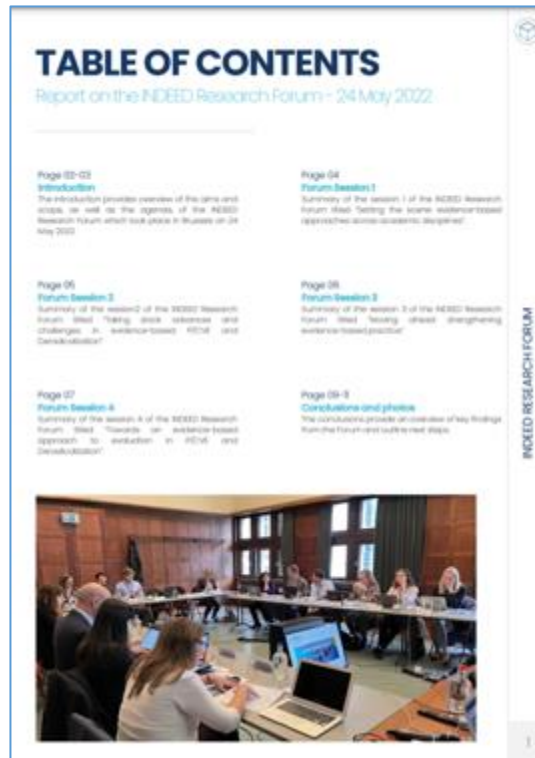 TABLE OF CONTENTS
Report on the INDEED Research Forum - 24 May 2022
Page 02-03
Introduction
The introduction provides overview of the aims and
scope, as well as the agenda, of the INDEED
Research Forum which took place in Brussels on 24
May 2022
Page 04
Forum Session 1
Summary of the session 1 of the INDEED Research
Forum titled "Setting the scene: evidence-based
approaches across academic disciplines".
Page 05
Forum Session 2
Summary of the session 2 of the INDEED Research
Forum titled "Taking stock: advances and
challenges in evidence-based P/CVE and
Deradicalisation"
Page 06
Forum Session 3
Summary of the session 3 of the INDEED Research
Forum titled "Moving ahead: strengthening
evidence-based practice"
Page 07
Forum Session 4
Summary of the session 4 of the INDEED Research
Forum titled "Towards an evidence-based
approach to evaluation in P/CVE and
Deradicalisation"
Page 09-11
Conclusions and photos
The conclusions provide an overview of key findings
from the Forum and outline next steps.
INDEED RESEARCH FORUM
1